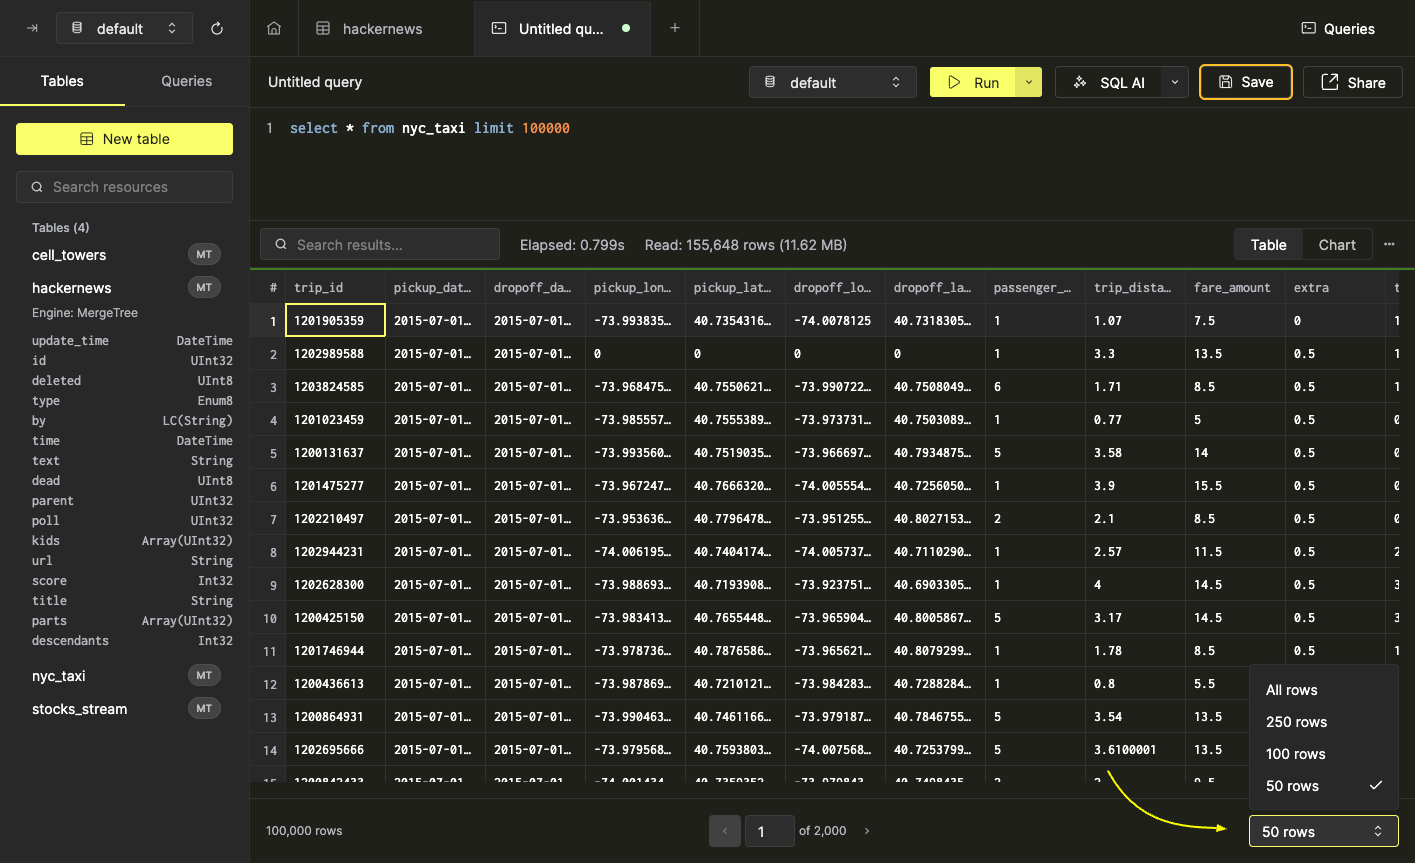 default
hackernews
Untitled qu...
+
Queries
Tables
Queries
Untitled query
default
Run
SQL AI
Save
Share
New table
1 select * from nyc_taxi limit 100000
Search resources
Tables (4)
cell_towers MT
hackernews MT
Engine: MergeTree
update_time DateTime
id UInt32
deleted UInt8
type Enum8
by LC(String)
time DateTime
text String
dead UInt8
parent UInt32
poll UInt32
kids Array(UInt32)
url String
score Int32
title String
parts Array(UInt32)
descendants Int32
nyc_taxi MT
stocks_stream MT
Search results...
Elapsed: 0.799s
Read: 155,648 rows (11.62 MB)
Table
Chart
# trip_id pickup_dat… dropoff_da… pickup_lon… pickup_lat… dropoff_lo… dropoff_la… passenger_… trip_dista… fare_amount extra t
1 1201905359 2015-07-01… 2015-07-01… -73.993835… 40.7354316… -74.0078125 40.7318305… 1 1.07 7.5 0 1
2 1202989588 2015-07-01… 2015-07-01… 0 0 0 0 1 3.3 13.5 0.5 1
3 1203824585 2015-07-01… 2015-07-01… -73.968475… 40.7550621… -73.990722… 40.7508049… 6 1.71 8.5 0.5 1
4 1201023459 2015-07-01… 2015-07-01… -73.985557… 40.7555389… -73.973731… 40.7503089… 1 0.77 5 0.5 0
5 1200131637 2015-07-01… 2015-07-01… -73.993560… 40.7519035… -73.966697… 40.7934875… 5 3.58 14 0.5 0
6 1201475277 2015-07-01… 2015-07-01… -73.967247… 40.7666320… -74.005554… 40.7256050… 1 3.9 15.5 0.5 0
7 1202210497 2015-07-01… 2015-07-01… -73.953636… 40.7796478… -73.951255… 40.8027153… 2 2.1 8.5 0.5 0
8 1202944231 2015-07-01… 2015-07-01… -74.006195… 40.7404174… -74.005737… 40.7110290… 1 2.57 11.5 0.5 2
9 1202628300 2015-07-01… 2015-07-01… -73.988693… 40.7193908… -73.923751… 40.6903305… 1 4 14.5 0.5 3
10 1200425150 2015-07-01… 2015-07-01… -73.983413… 40.7655448… -73.965904… 40.8005867… 5 3.17 14.5 0.5 3
11 1201746944 2015-07-01… 2015-07-01… -73.978736… 40.7876586… -73.965621… 40.8079299… 1 1.78 8.5 0.5 1
12 1200436613 2015-07-01… 2015-07-01… -73.987869… 40.7210121… -73.984283… 40.7288284… 1 0.8 5.5
13 1200864931 2015-07-01… 2015-07-01… -73.990463… 40.7461166… -73.979187… 40.7846755… 5 3.54 13.5
14 1202695666 2015-07-01… 2015-07-01… -73.979568… 40.7593803… -74.007568… 40.7253799… 5 3.6100001 13.5
All rows
250 rows
100 rows
50 rows
100,000 rows
1 of 2,000
50 rows